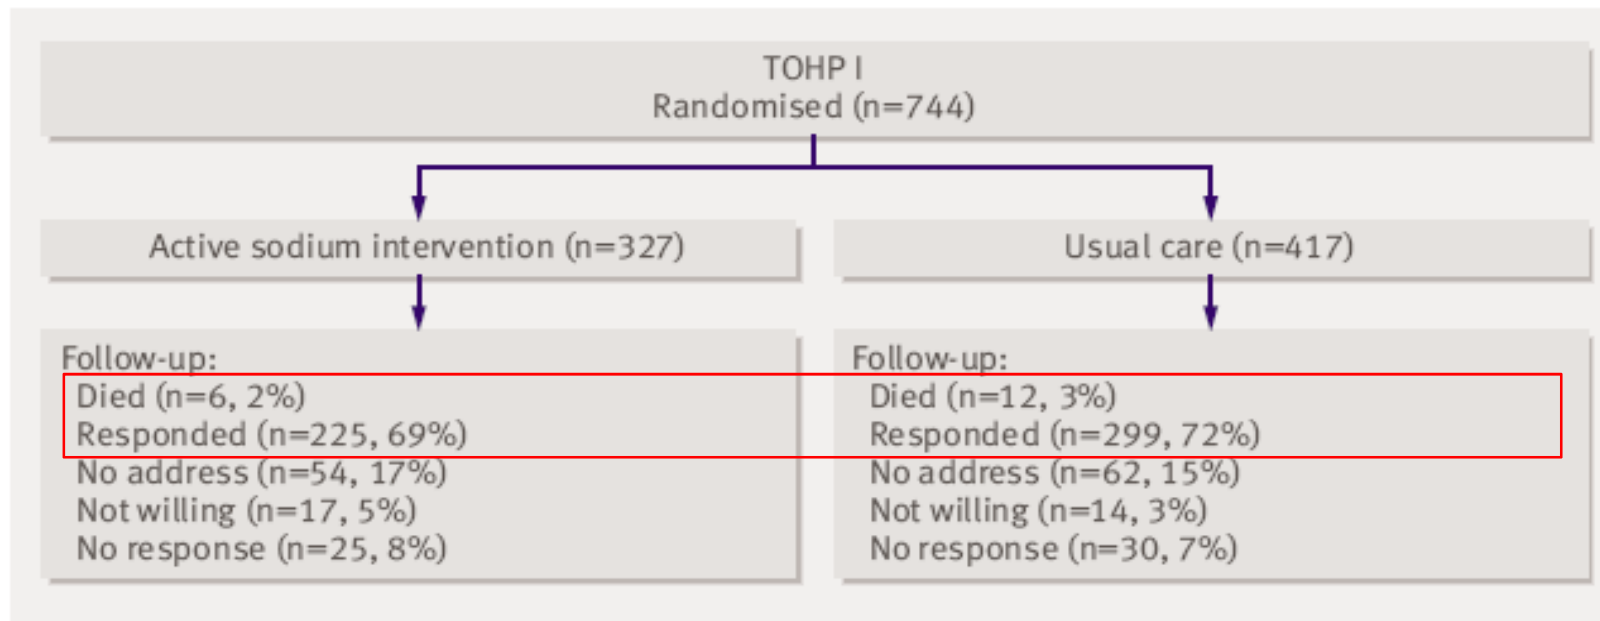 TOHP I
Randomised (n=744)
Active sodium intervention (n=327)
Usual care (n=417)
Follow-up:
Died (n=6, 2%)
Responded (n=225, 69%)
No address (n=54, 17%)
Not willing (n=17, 5%)
No response (n=25, 8%)
Follow-up:
Died (n=12, 3%)
Responded (n=299, 72%)
No address (n=62, 15%)
Not willing (n=14, 3%)
No response (n=30, 7%)